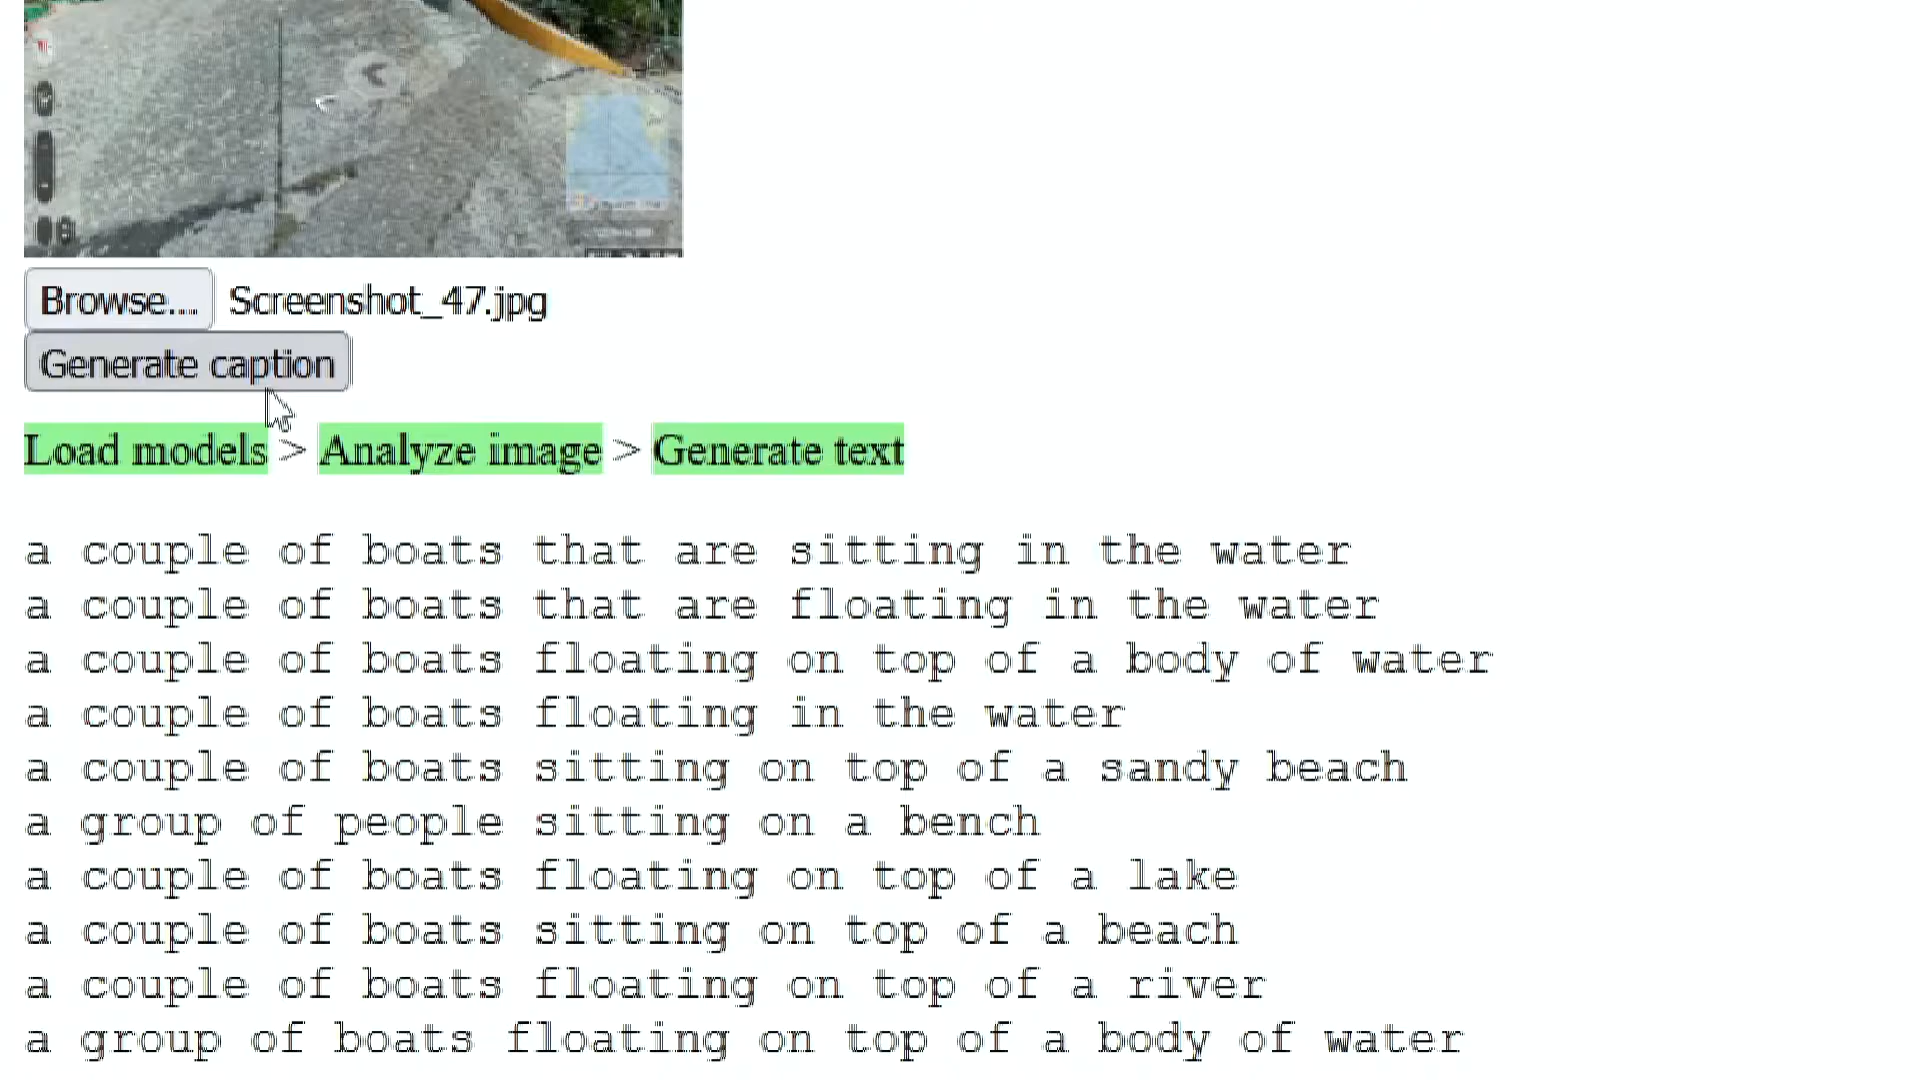 Browse... Screenshot_47.jpg
Generate caption
Load models > Analyze image > Generate text
a couple of boats that are sitting in the water
a couple of boats that are floating in the water
a couple of boats floating on top of a body of water
a couple of boats floating in the water
a couple of boats sitting on top of a sandy beach
a group of people sitting on a bench
a couple of boats floating on top of a lake
a couple of boats sitting on top of a beach
a couple of boats floating on top of a river
a group of boats floating on top of a body of water